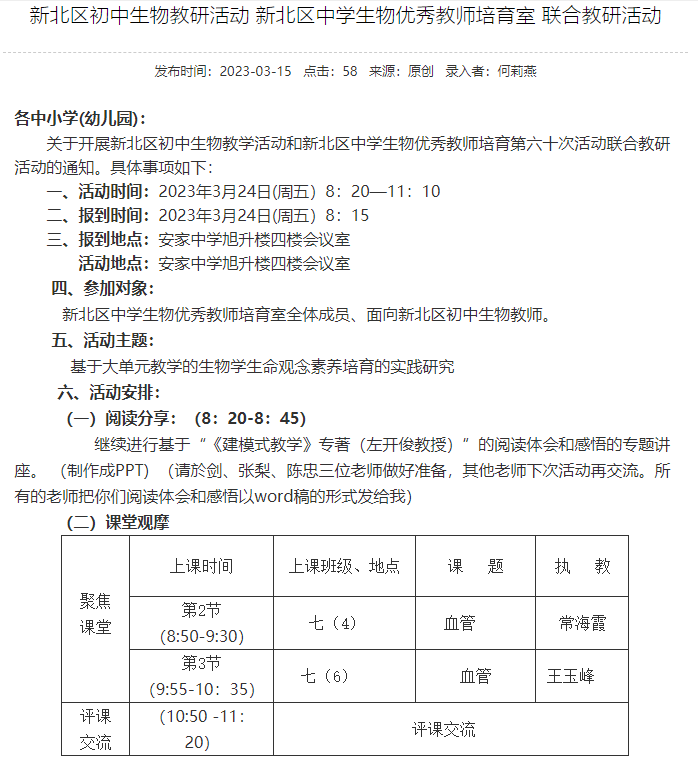 新北区初中生物教研活动 新北区中学生物优秀教师培育室 联合教研活动
发布时间：2023-03-15 点击：58 来源：原创 录入者：何莉燕
各中小学(幼儿园)：
关于开展新北区初中生物教学活动和新北区中学生物优秀教师培育第六十次活动联合教研
活动的通知。具体事项如下：
一、活动时间：2023年3月24日(周五）8：20—11：10
二、报到时间：2023年3月24日(周五）8：15
三、报到地点：安家中学旭升楼四楼会议室
活动地点：安家中学旭升楼四楼会议室
四、参加对象：
新北区中学生物优秀教师培育室全体成员、面向新北区初中生物教师。
五、活动主题：
基于大单元教学的生物学生命观念素养培育的实践研究
六、活动安排：
（一）阅读分享：（8：20-8：45）
继续进行基于“《建模式教学》专著（左开俊教授）”的阅读体会和感悟的专题讲
座。（制作成PPT）（请於剑、张梨、陈忠三位老师做好准备，其他老师下次活动再交流。所
有的老师把你们阅读体会和感悟以word稿的形式发给我）
（二）课堂观摩
聚焦
课堂
上课时间 上课班级、地点 课 题 执 教
第2节
(8:50-9:30) 七（4） 血管 常海霞
第3节
(9:55-10：35） 七（6） 血管 王玉峰
评课
交流
(10:50 -11：
20) 评课交流